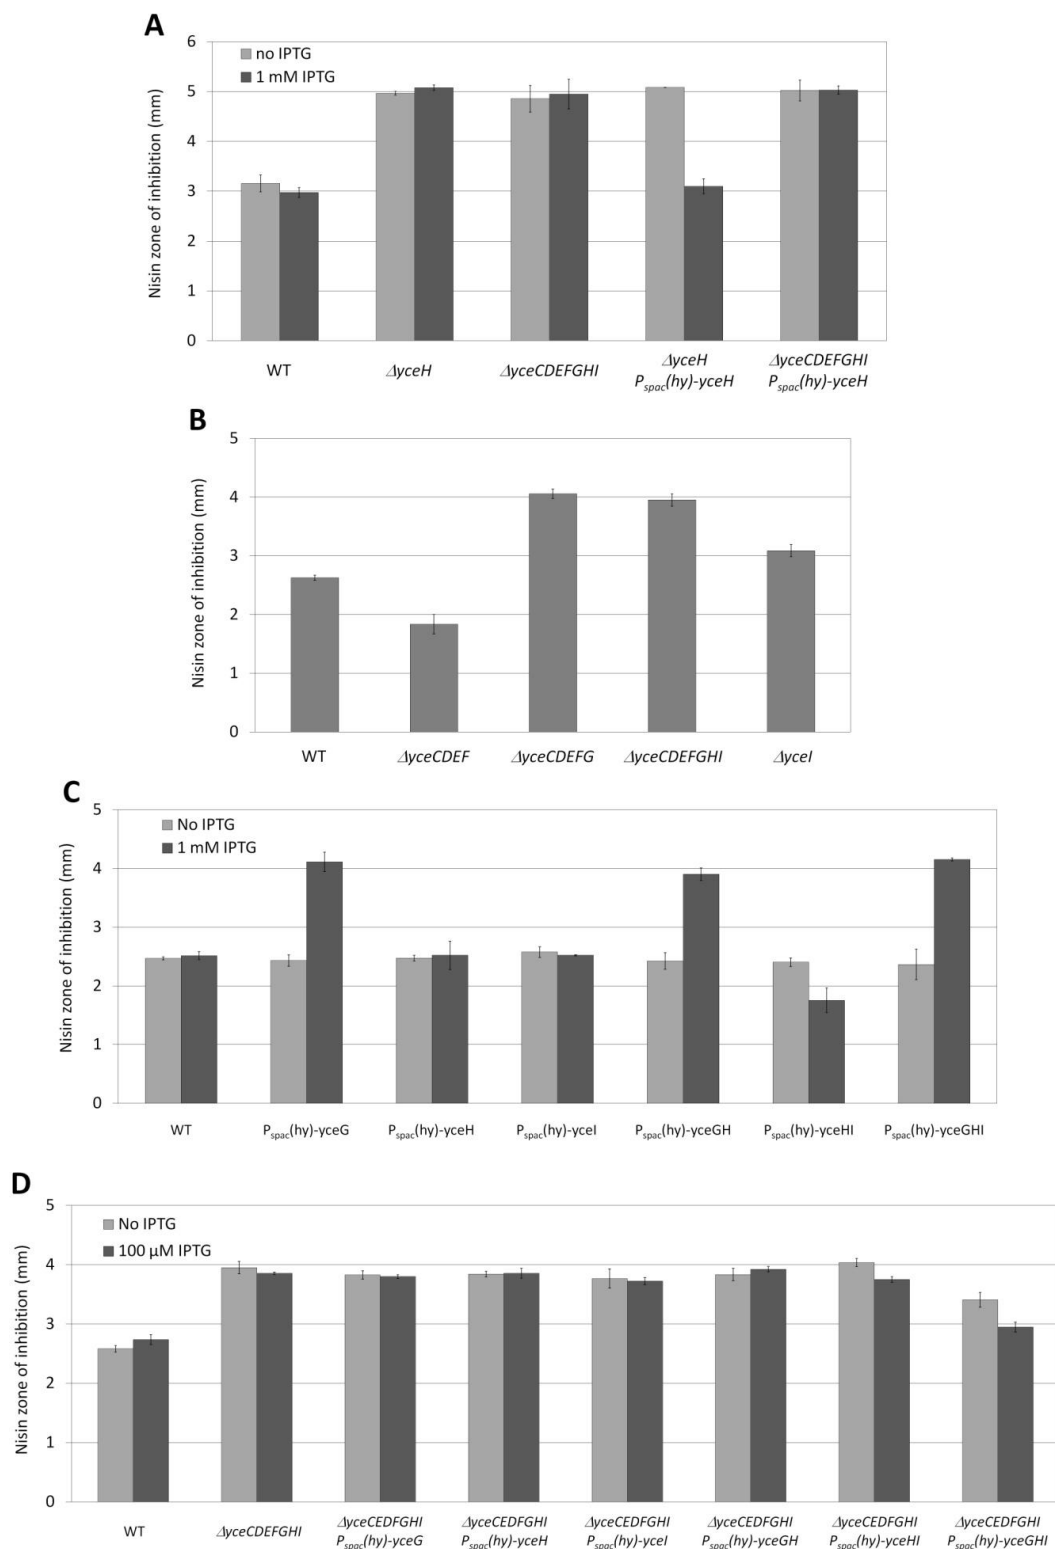 A
no IPTG
1 mM IPTG
Nisin zone of inhibition (mm)
6
5
4
3
2
1
0
WT
ΔyceH
ΔyceCDEFGHI
ΔyceH
Pspac(hy)-yceH
ΔyceCDEFGHI
Pspac(hy)-yceH
B
Nisin zone of inhibition (mm)
5
4
3
2
1
0
WT
ΔyceCDEF
ΔyceCDEFG
ΔyceCDEFGHI
ΔyceI
C
No IPTG
1 mM IPTG
Nisin zone of inhibition (mm)
5
4
3
2
1
0
WT
Pspac(hy)-yceG
Pspac(hy)-yceH
Pspac(hy)-yceI
Pspac(hy)-yceGH
Pspac(hy)-yceHI
Pspac(hy)-yceGHI
D
No IPTG
100 µM IPTG
Nisin zone of inhibition (mm)
5
4
3
2
1
0
WT
ΔyceCDEFGHI
ΔyceCEDFGHI
Pspac(hy)-yceG
ΔyceCEDFGHI
Pspac(hy)-yceH
ΔyceCEDFGHI
Pspac(hy)-yceI
ΔyceCEDFGHI
Pspac(hy)-yceGH
ΔyceCEDFGHI
Pspac(hy)-yceHI
ΔyceCEDFGHI
Pspac(hy)-yceGHI